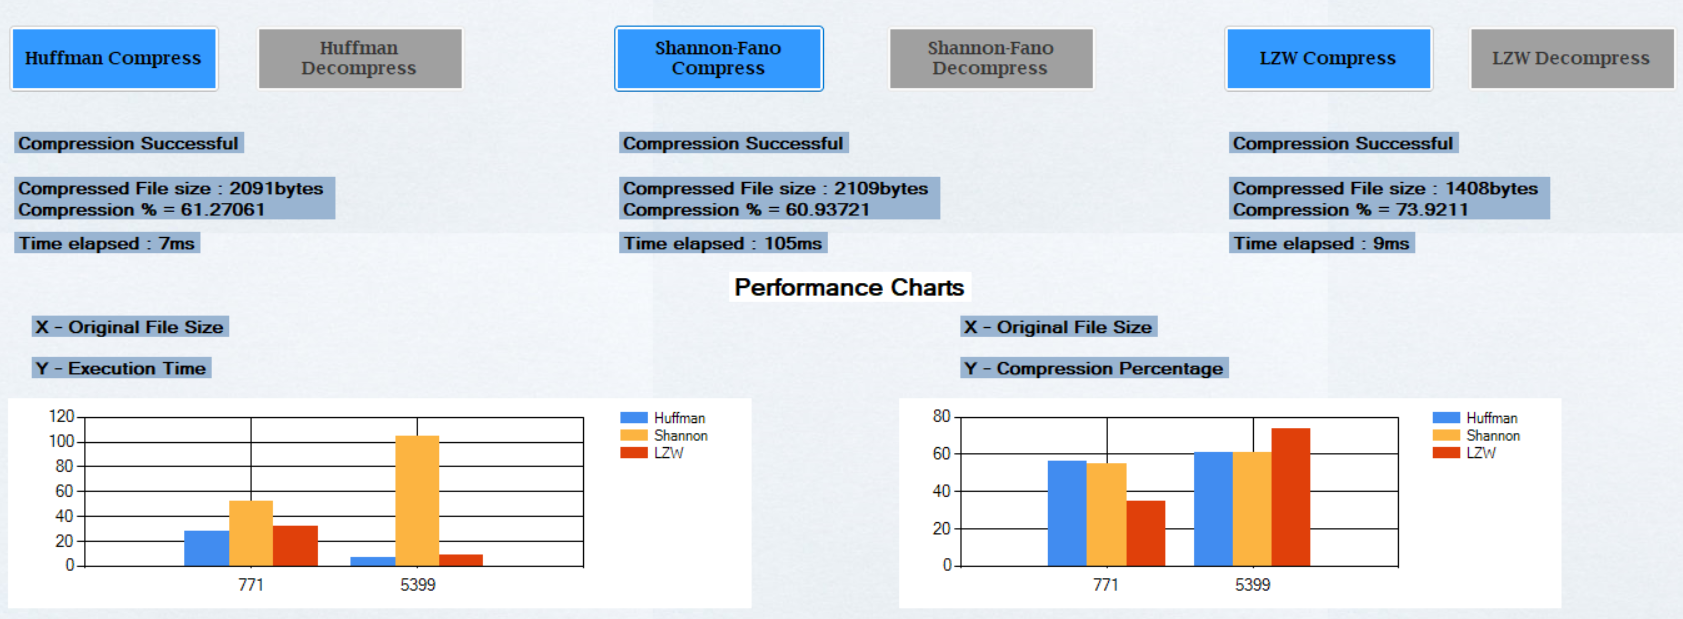 Huffman Compress
Huffman
Decompress
Shannon-Fano
Compress
Shannon-Fano
Decompress
LZW Compress
LZW Decompress
Compression Successful
Compressed File size : 2091bytes
Compression % = 61.27061
Time elapsed : 7ms
Compression Successful
Compressed File size : 2109bytes
Compression % = 60.93721
Time elapsed : 105ms
Compression Successful
Compressed File size : 1408bytes
Compression % = 73.9211
Time elapsed : 9ms
Performance Charts
X - Original File Size
Y - Execution Time
120
100
80
60
40
20
0
771
5399
Huffman
Shannon
LZW
X - Original File Size
Y - Compression Percentage
80
60
40
20
0
771
5399
Huffman
Shannon
LZW